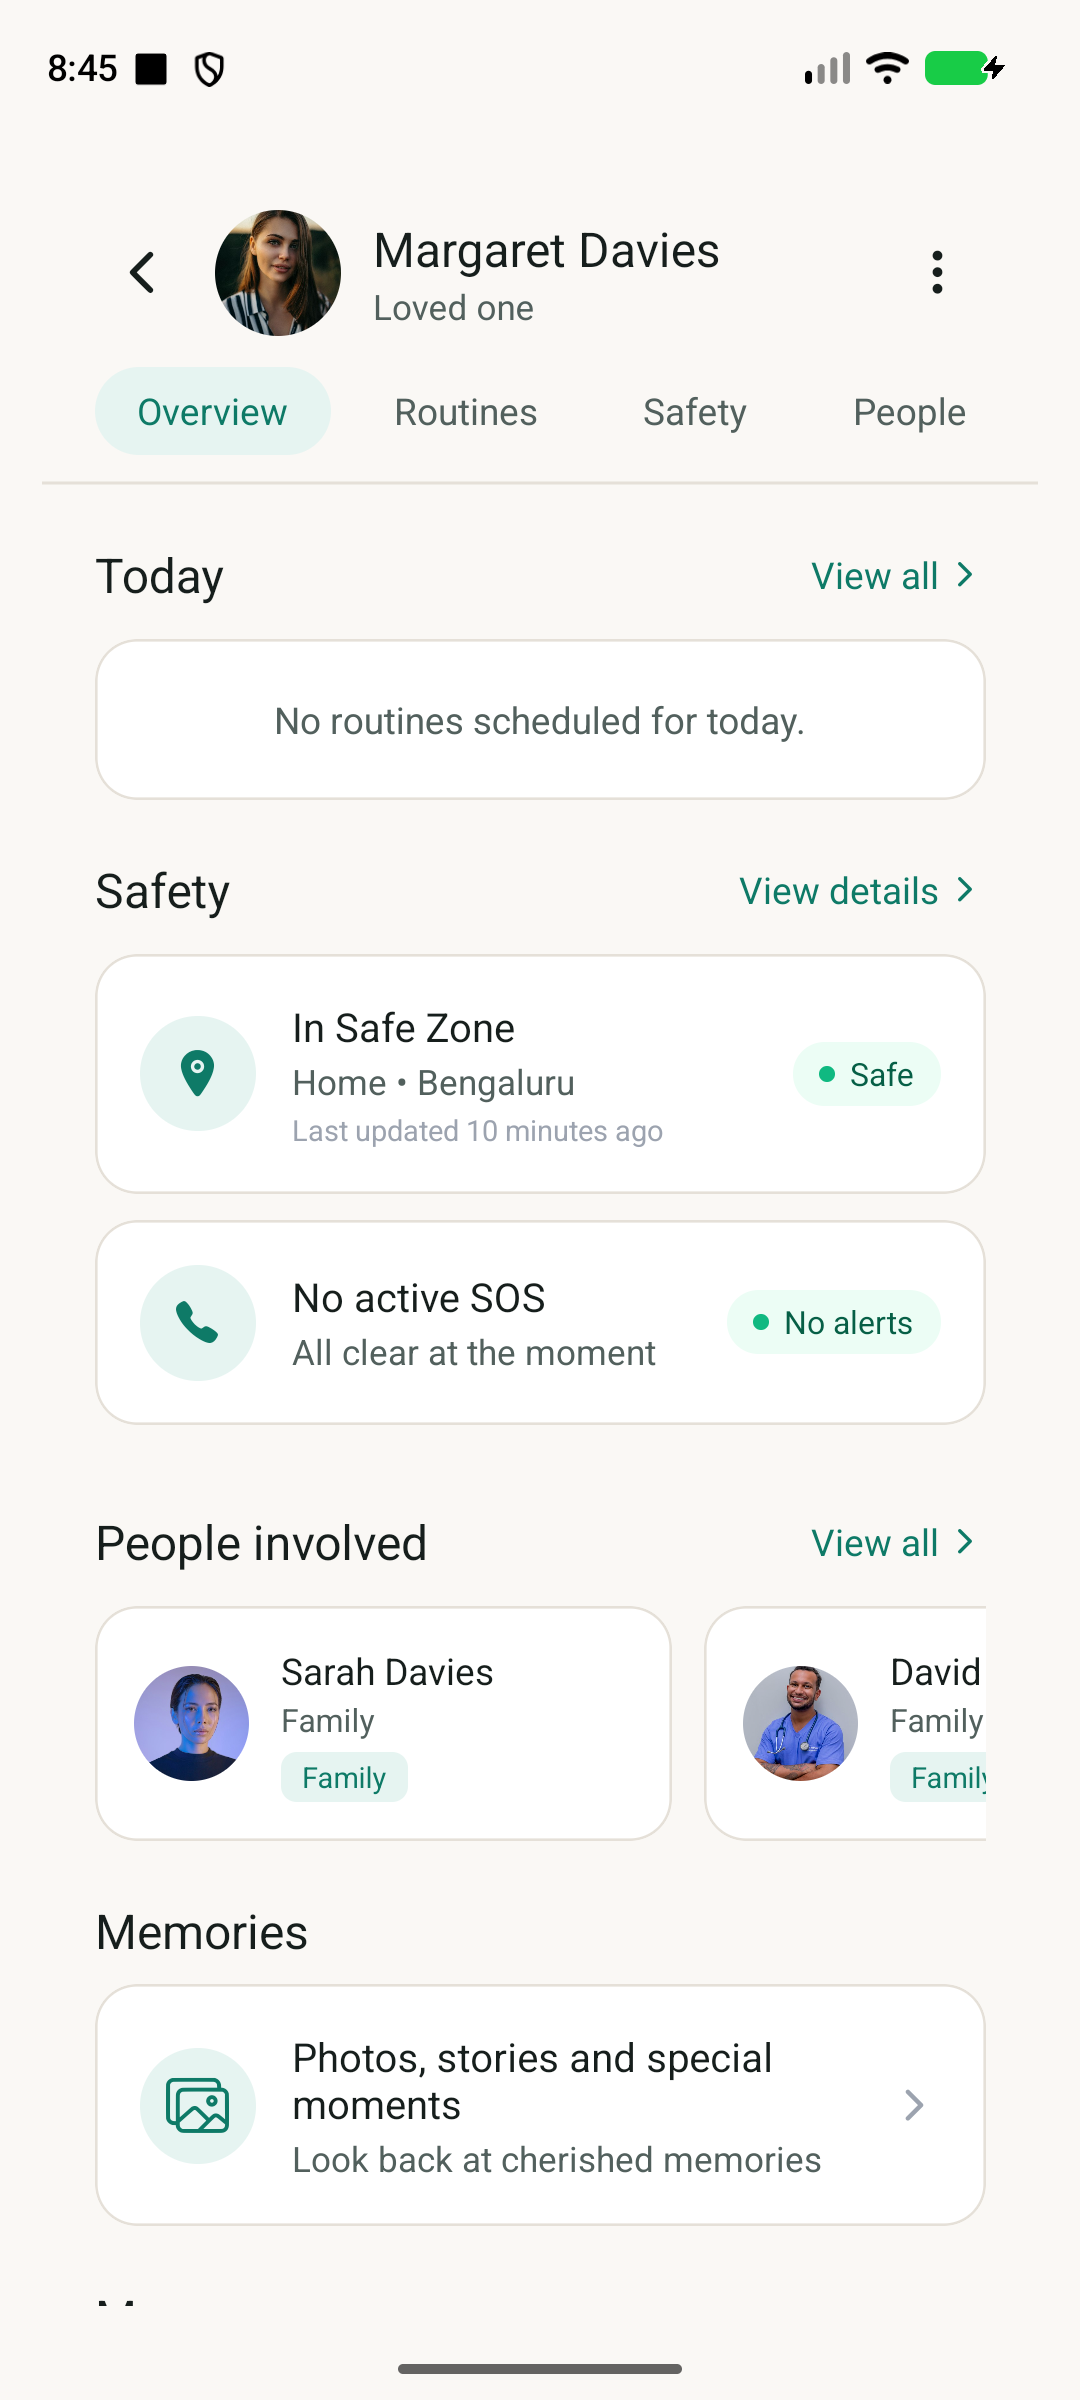 8:45
Margaret Davies
Loved one
Overview
Routines
Safety
People
Today
View all
No routines scheduled for today.
Safety
View details
In Safe Zone
Home • Bengaluru
Last updated 10 minutes ago
Safe
No active SOS
All clear at the moment
No alerts
People involved
View all
Sarah Davies
Family
Family
David
Family
Family
Memories
Photos, stories and special
moments
Look back at cherished memories